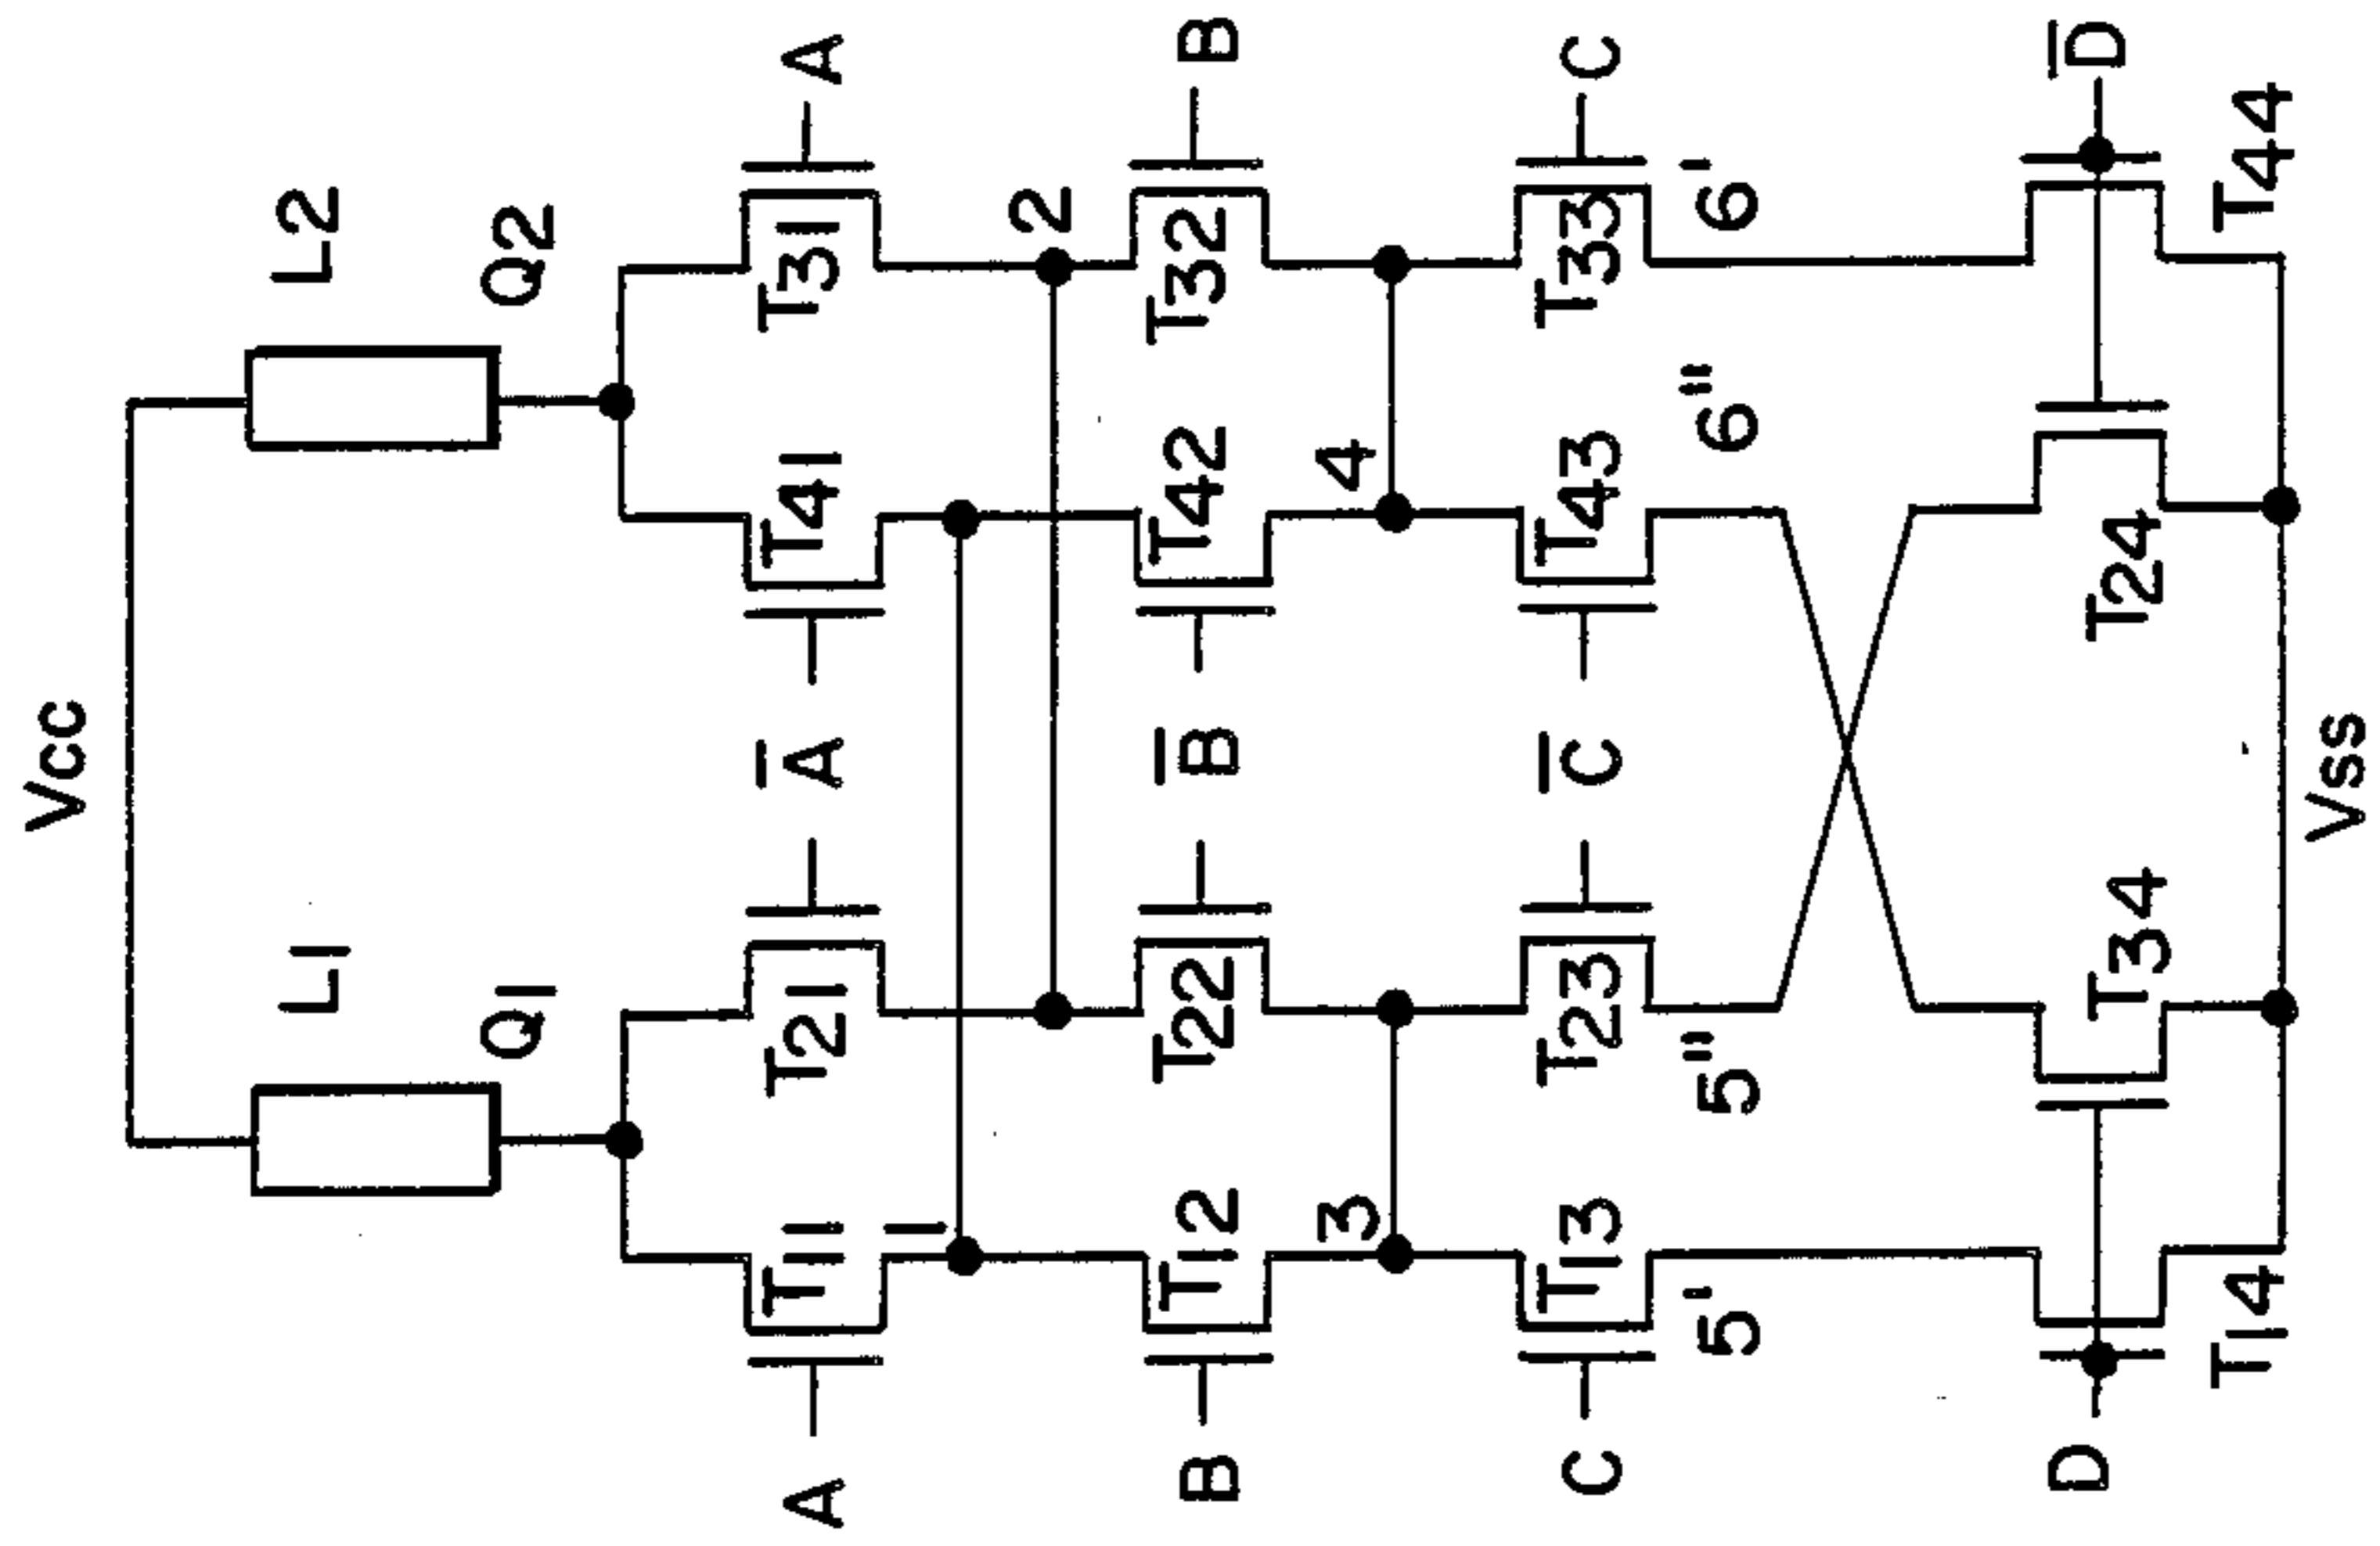 Vcc
L1 L2
Q1 Q2
A T11 T21 A̅ T41 T31 A
1 2
B T12 T22 B̅ T42 T32 B
3 4
C T13 T23 C̅ T43 T33 C
5' 5" 6" 6'
D T34 T24 D̅
T14 T44
Vss